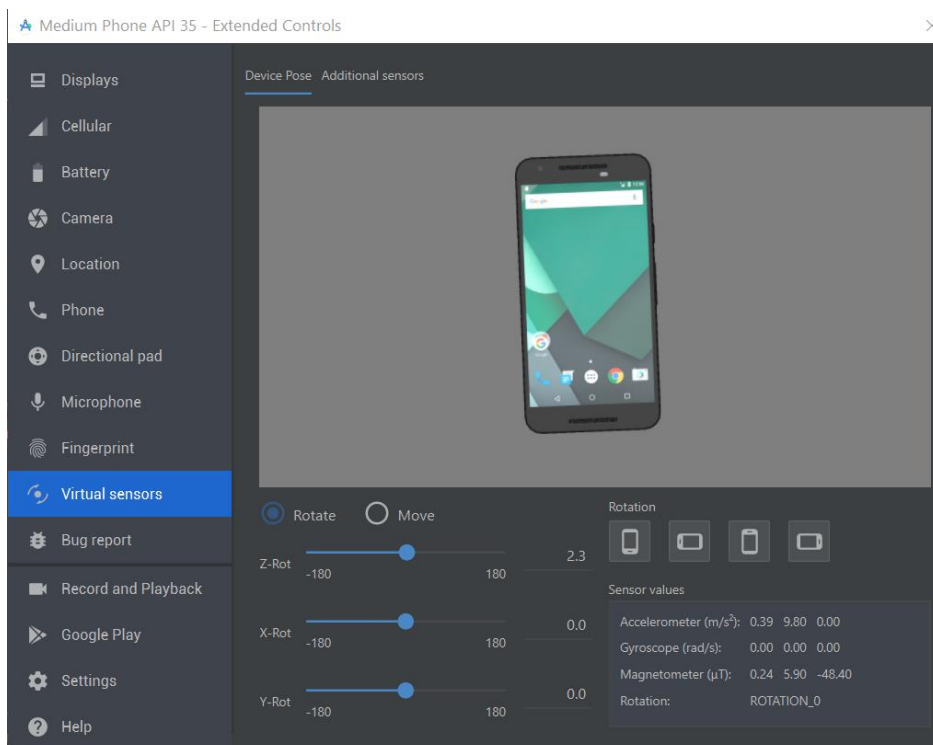 Medium Phone API 35 - Extended Controls
Displays
Cellular
Battery
Camera
Location
Phone
Directional pad
Microphone
Fingerprint
Virtual sensors
Bug report
Record and Playback
Google Play
Settings
Help
Device Pose Additional sensors
Google
Rotate Move
Z-Rot -180 180 2.3
X-Rot -180 180 0.0
Y-Rot -180 180 0.0
Rotation
Sensor values
Accelerometer (m/s²): 0.39 9.80 0.00
Gyroscope (rad/s): 0.00 0.00 0.00
Magnetometer (μT): 0.24 5.90 -48.40
Rotation: ROTATION_0